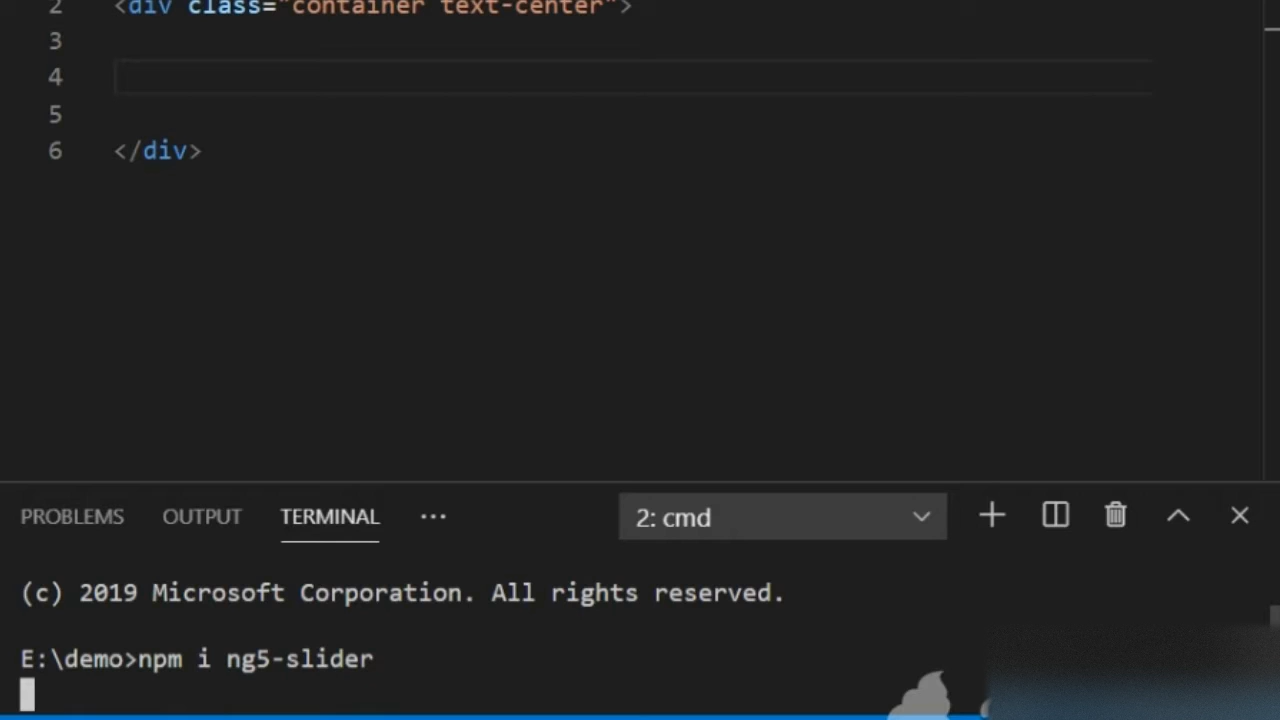 2 <div class="container text-center">
3
4
5
6 </div>
PROBLEMS OUTPUT TERMINAL ··· 2: cmd
(c) 2019 Microsoft Corporation. All rights reserved.
E:\demo>npm i ng5-slider